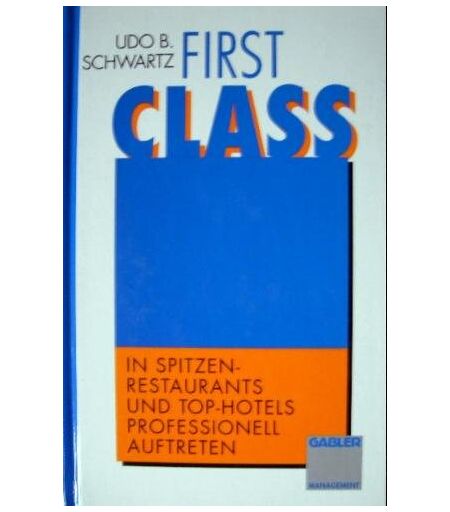 UDO B.
SCHWARTZ
FIRST
CLASS
IN SPITZEN-
RESTAURANTS
UND TOP-HOTELS
PROFESSIONELL
AUFTRETEN
GABLER
MANAGEMENT